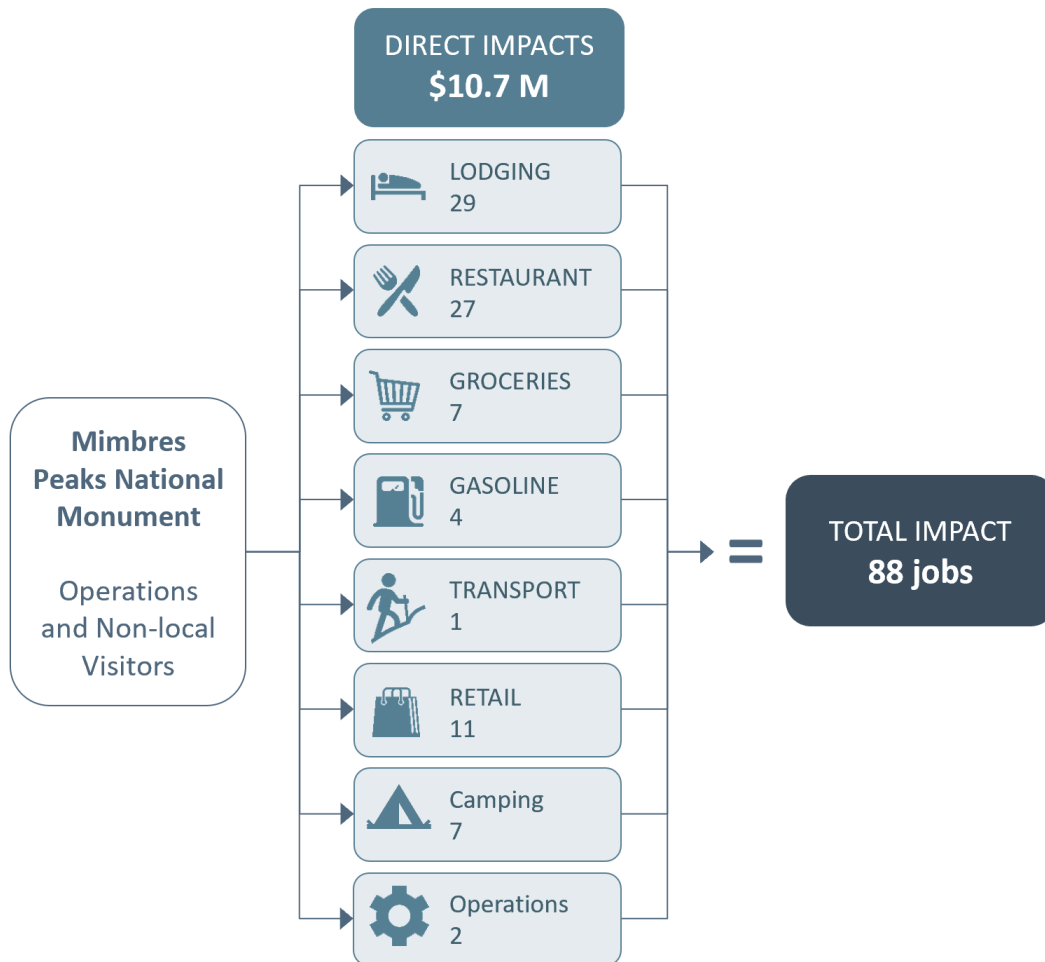 DIRECT IMPACTS
$10.7 M
LODGING
29
RESTAURANT
27
GROCERIES
7
GASOLINE
4
TRANSPORT
1
RETAIL
11
Camping
7
Operations
2
Mimbres
Peaks National
Monument
Operations
and Non-local
Visitors
=
TOTAL IMPACT
88 jobs